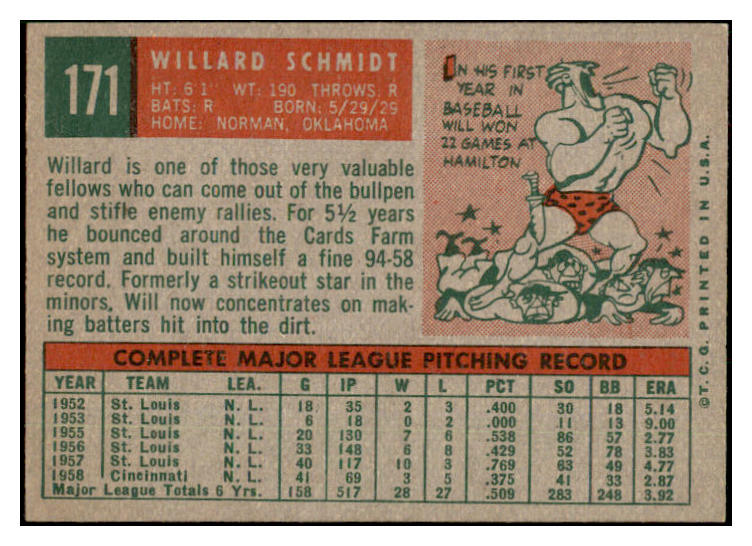 171
WILLARD SCHMIDT
HT: 6'1" WT: 190 THROWS: R
BATS: R BORN: 5/29/29
HOME: NORMAN, OKLAHOMA
IN HIS FIRST
YEAR IN
BASEBALL
WILL WON
22 GAMES AT
HAMILTON
Willard is one of those very valuable
fellows who can come out of the bullpen
and stifle enemy rallies. For 5½ years
he bounced around the Cards Farm
system and built himself a fine 94-58
record. Formerly a strikeout star in the
minors, Will now concentrates on mak-
ing batters hit into the dirt.
COMPLETE MAJOR LEAGUE PITCHING RECORD
YEAR TEAM LEA. G IP W L PCT SO BB ERA
1952 St. Louis N. L. 18 35 2 3 .400 30 18 5.14
1953 St. Louis N. L. 6 18 0 2 .000 11 13 9.00
1955 St. Louis N. L. 20 130 7 6 .538 86 57 2.77
1956 St. Louis N. L. 33 148 6 8 .429 52 78 3.83
1957 St. Louis N. L. 40 117 10 3 .769 63 49 4.77
1958 Cincinnati N. L. 41 69 3 5 .375 41 33 2.87
Major League Totals 6 Yrs. 158 517 28 27 .509 283 248 3.92
©T. C. G. PRINTED IN U.S.A.